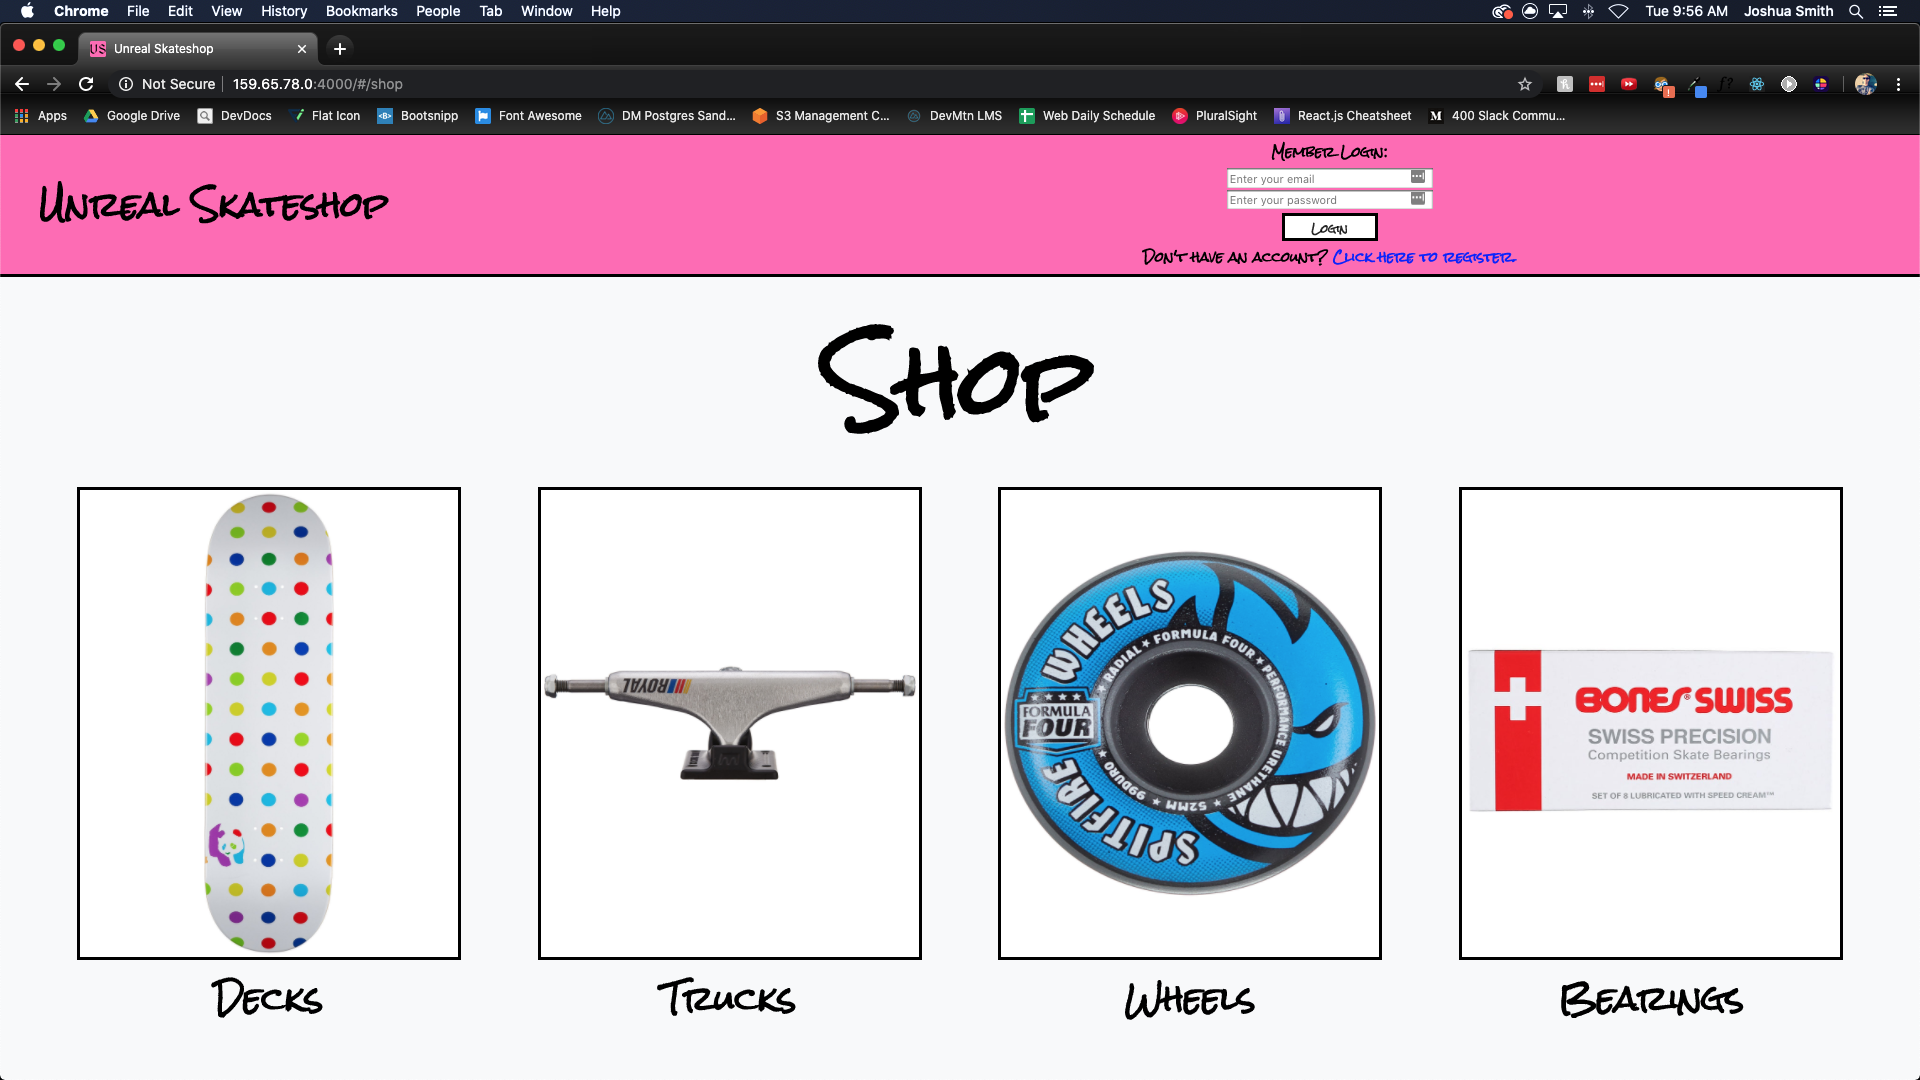 Chrome File Edit View History Bookmarks People Tab Window Help Tue 9:56 AM Joshua Smith
US Unreal Skateshop
Not Secure 159.65.78.0:4000/#/shop
Apps Google Drive DevDocs Flat Icon Bootsnipp Font Awesome DM Postgres Sand... S3 Management C... DevMtn LMS Web Daily Schedule PluralSight React.js Cheatsheet M 400 Slack Commu...
Unreal Skateshop
Member Login:
Enter your email
Enter your password
Login
Don't have an account? Click here to register.
Shop
ROYAL
SPITFIRE WHEELS
RADIAL ★ FORMULA FOUR ★ PERFORMANCE URETHANE ★ 52MM ★ 99DURO ★
FORMULA
FOUR
BONES® SWISS
SWISS PRECISION
Competition Skate Bearings
MADE IN SWITZERLAND
SET OF 8 LUBRICATED WITH SPEED CREAM™
Decks Trucks Wheels Bearings